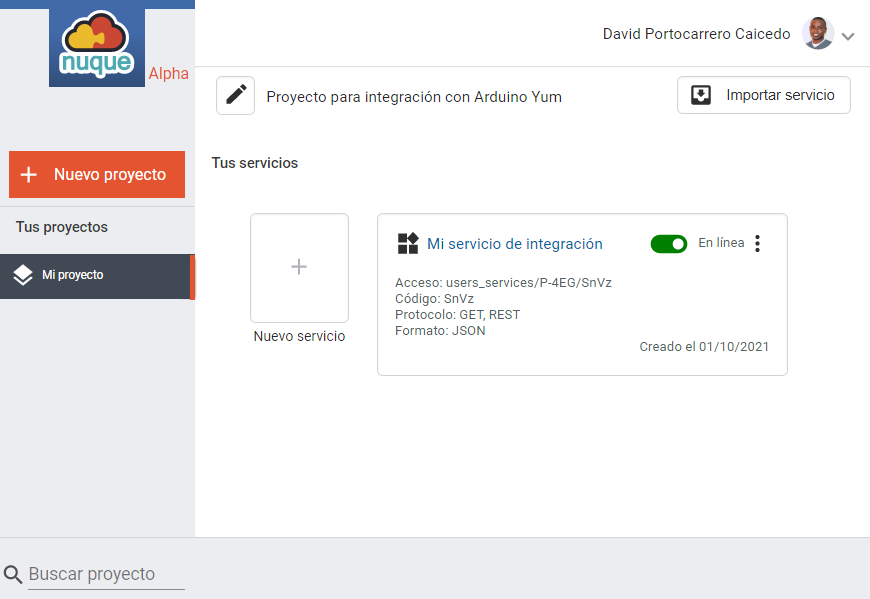 nuque
Alpha
David Portocarrero Caicedo
Proyecto para integración con Arduino Yum
Importar servicio
Nuevo proyecto
Tus proyectos
Mi proyecto
Tus servicios
+
Nuevo servicio
Mi servicio de integración
En línea
Acceso: users_services/P-4EG/SnVz
Código: SnVz
Protocolo: GET, REST
Formato: JSON
Creado el 01/10/2021
Buscar proyecto